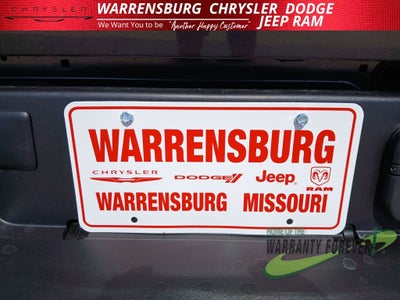 CHRYSLER
WARRENSBURG CHRYSLER DODGE
JEEP RAM
We Want You to be "Another Happy Customer"
WARRENSBURG
CHRYSLER DODGE Jeep RAM
WARRENSBURG MISSOURI
HOME OF THE
WARRANTY FOREVER